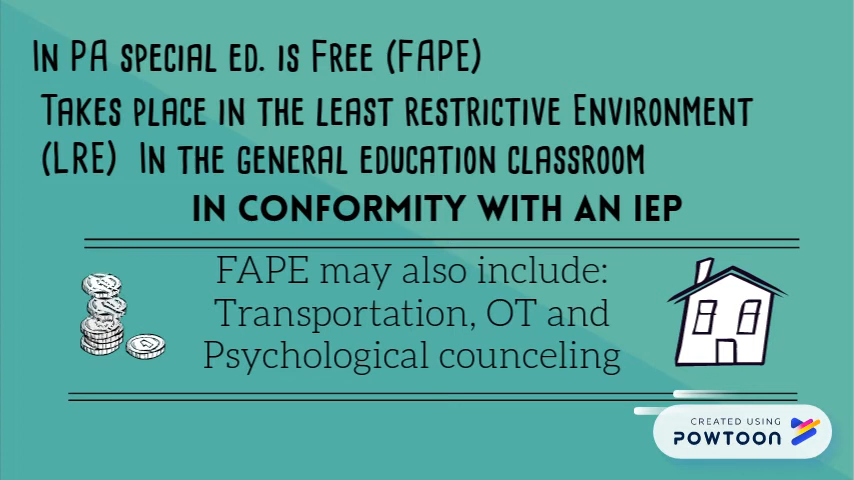 In PA special ed. is Free (FAPE)
Takes place in the least restrictive Environment
(LRE) In the general education classroom
IN CONFORMITY WITH AN IEP
FAPE may also include:
Transportation, OT and
Psychological counceling
CREATED USING
POWTOON